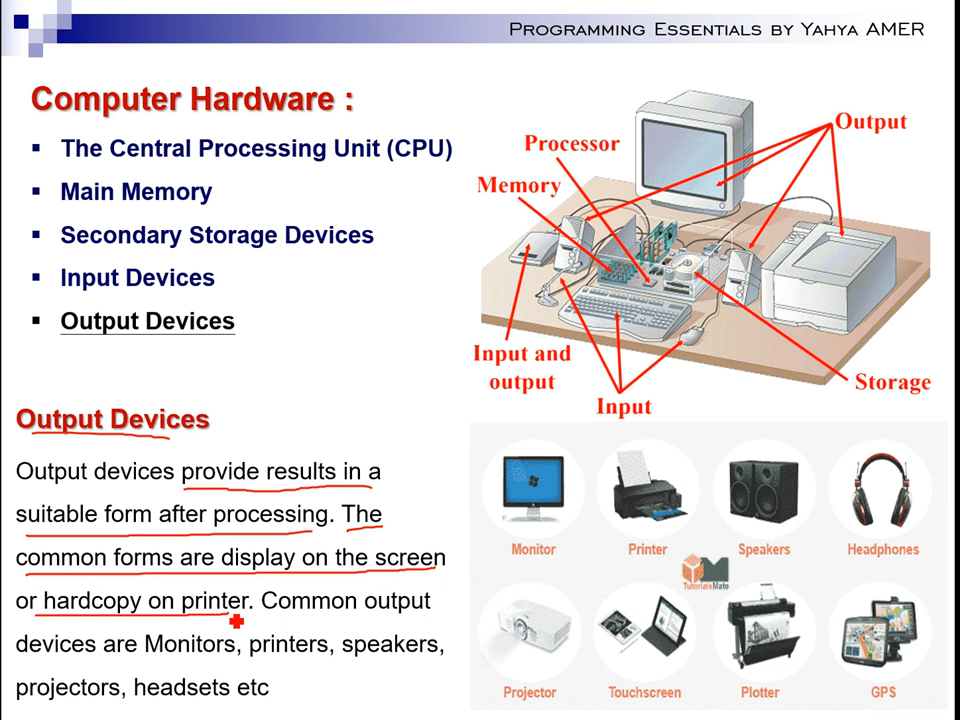 PROGRAMMING ESSENTIALS BY YAHYA AMER
Computer Hardware :
▪ The Central Processing Unit (CPU)
▪ Main Memory
▪ Secondary Storage Devices
▪ Input Devices
▪ Output Devices
Output Devices
Output devices provide results in a
suitable form after processing. The
common forms are display on the screen
or hardcopy on printer. Common output
devices are Monitors, printers, speakers,
projectors, headsets etc
Output
Processor
Memory
Input and
output
Input
Storage
Monitor
Printer
Speakers
Headphones
TutorialsMate
Projector
Touchscreen
Plotter
GPS